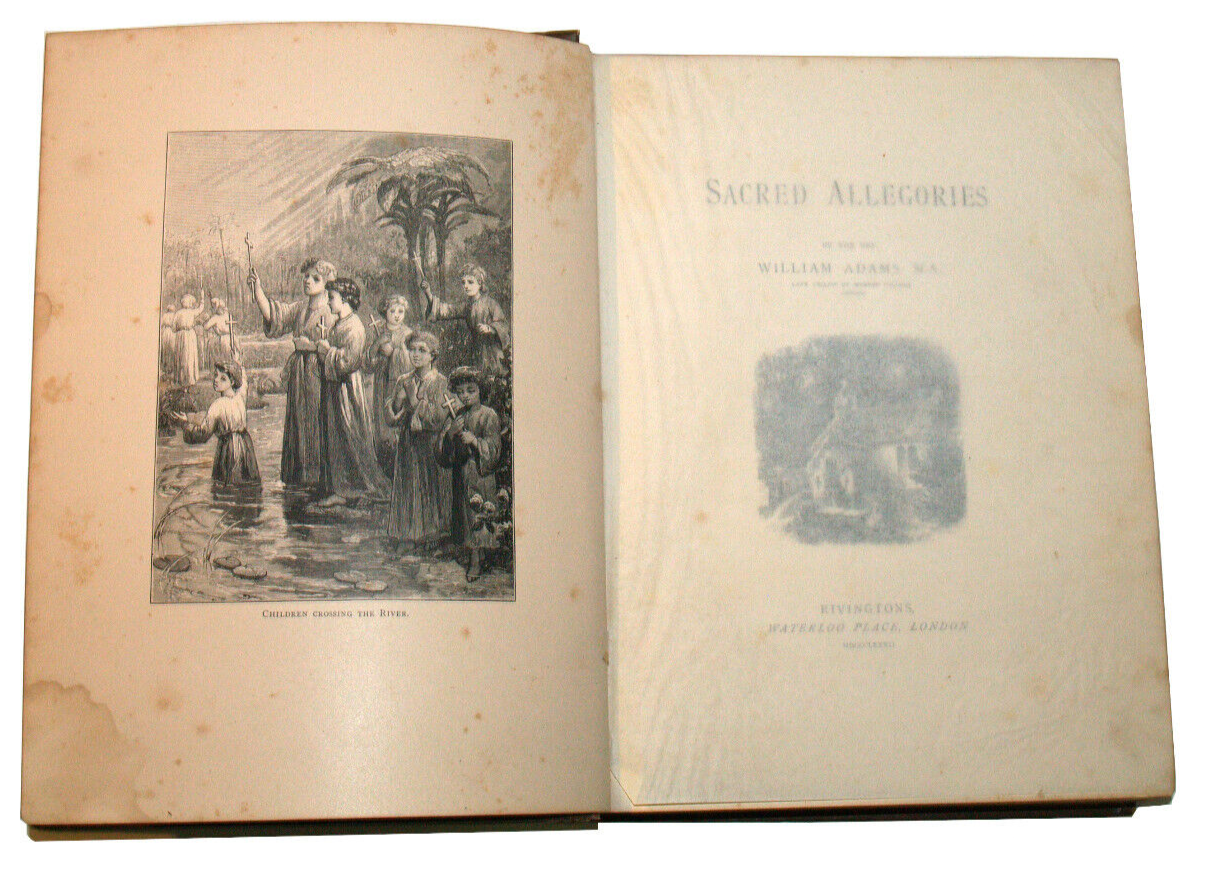 CHILDREN CROSSING THE RIVER.
SACRED ALLEGORIES
WILLIAM ADAMS, M.A.
RIVINGTONS,
WATERLOO PLACE, LONDON